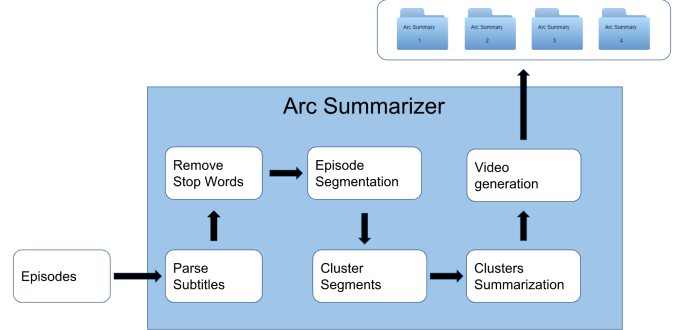 Arc Summary
1
Arc Summary
2
Arc Summary
3
Arc Summary
4
Arc Summarizer
Remove
Stop Words
Episode
Segmentation
Video
generation
Episodes
Parse
Subtitles
Cluster
Segments
Clusters
Summarization